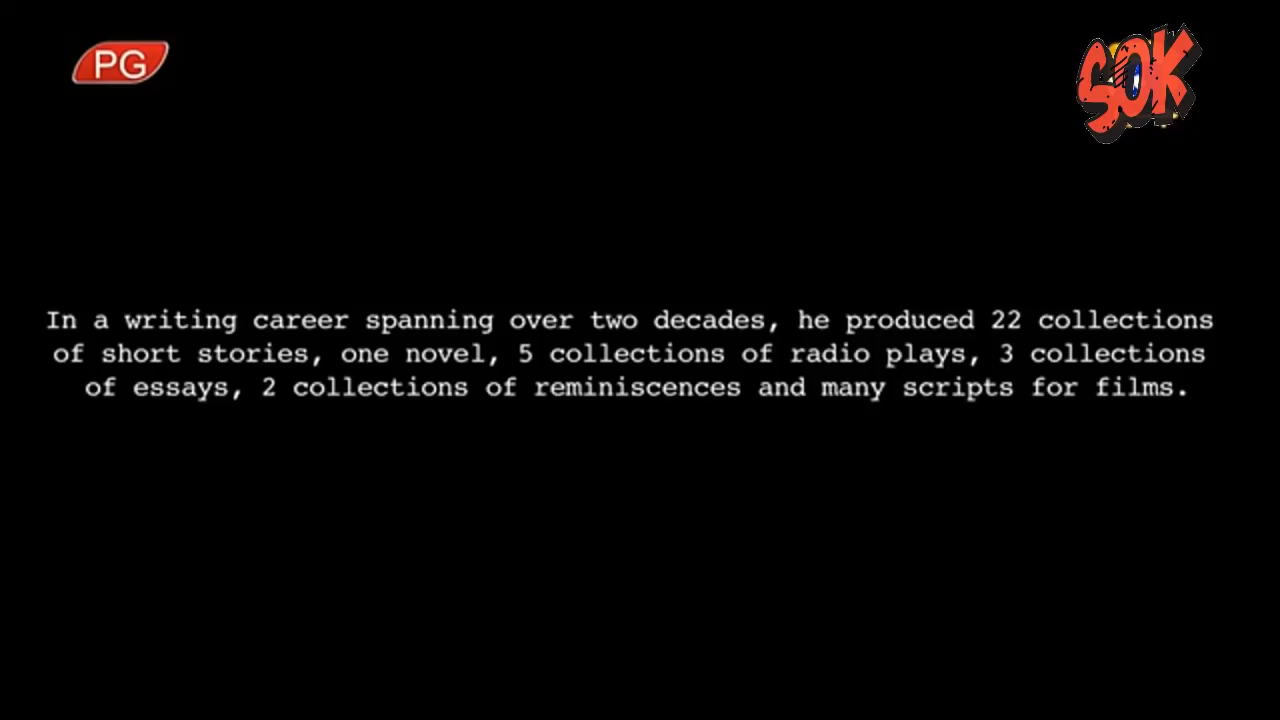 PG
SOK
In a writing career spanning over two decades, he produced 22 collections
of short stories, one novel, 5 collections of radio plays, 3 collections
of essays, 2 collections of reminiscences and many scripts for films.